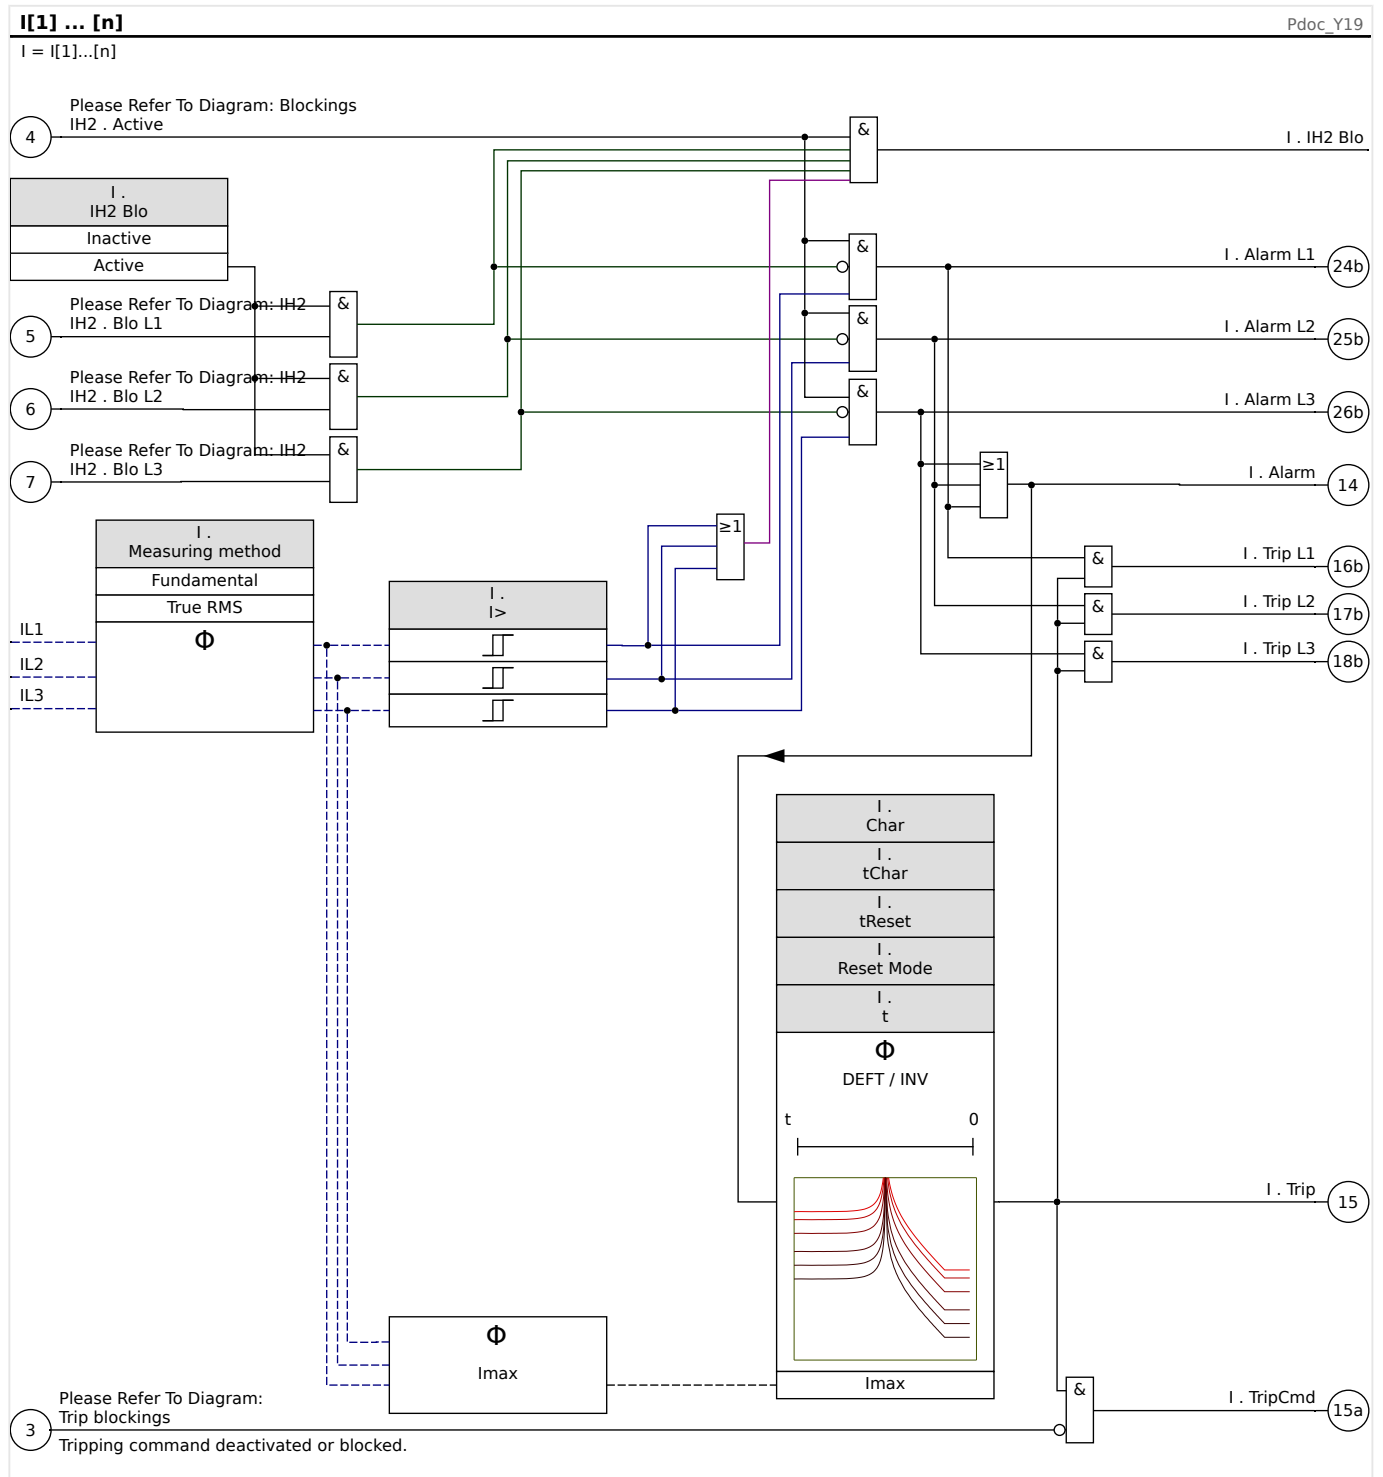 I[1] ... [n]
Pdoc_Y19
I = I[1]...[n]
Please Refer To Diagram: Blockings
IH2 . Active
4
&
I . IH2 Blo
I .
IH2 Blo
Inactive
Active
&
I . Alarm L1
24b
Please Refer To Diagram: IH2
IH2 . Blo L1
5
&
&
I . Alarm L2
25b
Please Refer To Diagram: IH2
IH2 . Blo L2
6
&
&
I . Alarm L3
26b
Please Refer To Diagram: IH2
IH2 . Blo L3
7
&
≥1
I . Alarm
14
I .
Measuring method
Fundamental
True RMS
Φ
IL1
IL2
IL3
≥1
I .
I>
&
I . Trip L1
16b
&
I . Trip L2
17b
&
I . Trip L3
18b
I .
Char
I .
tChar
I .
tReset
I .
Reset Mode
I .
t
Φ
DEFT / INV
t
0
I . Trip
15
Φ
Imax
Imax
&
I . TripCmd
15a
Please Refer To Diagram:
Trip blockings
3
Tripping command deactivated or blocked.